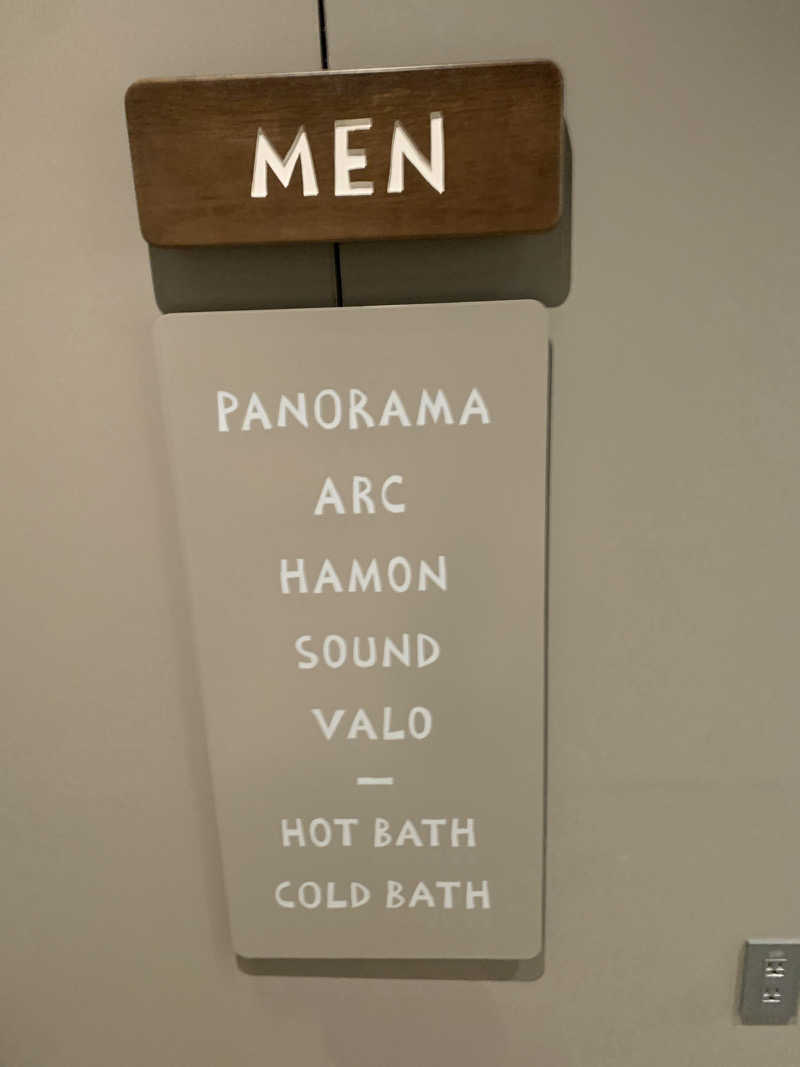 MEN
PANORAMA
ARC
HAMON
SOUND
VALO
—
HOT BATH
COLD BATH